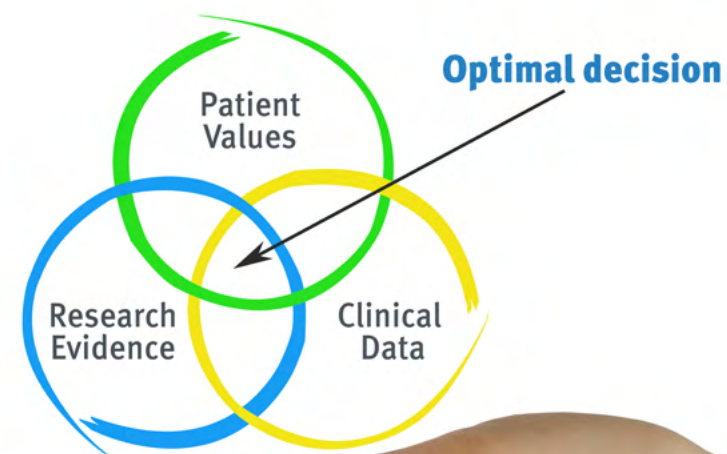 Optimal decision
Patient
Values
Research
Evidence
Clinical
Data